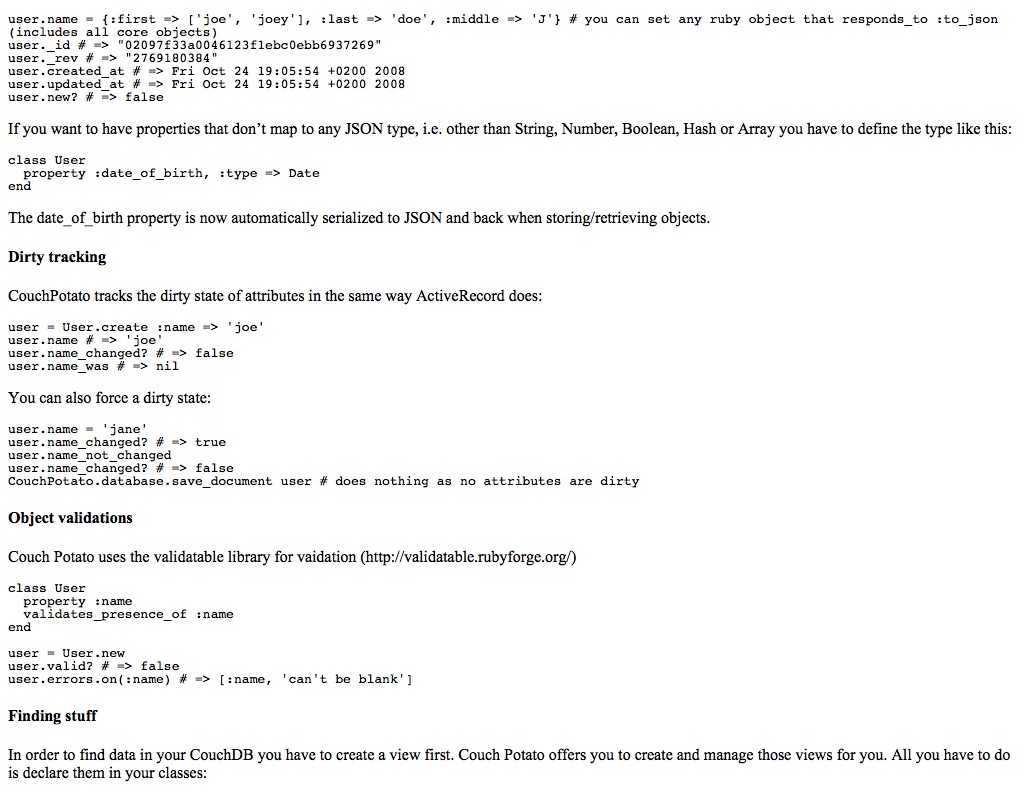 user.name = {:first => ['joe', 'joey'], :last => 'doe', :middle => 'J'} # you can set any ruby object that responds_to :to_json
(includes all core objects)
user._id # => "02097f33a0046123f1ebc0ebb6937269"
user._rev # => "2769180384"
user.created_at # => Fri Oct 24 19:05:54 +0200 2008
user.updated_at # => Fri Oct 24 19:05:54 +0200 2008
user.new? # => false
If you want to have properties that don’t map to any JSON type, i.e. other than String, Number, Boolean, Hash or Array you have to define the type like this:
class User
  property :date_of_birth, :type => Date
end
The date_of_birth property is now automatically serialized to JSON and back when storing/retrieving objects.
Dirty tracking
CouchPotato tracks the dirty state of attributes in the same way ActiveRecord does:
user = User.create :name => 'joe'
user.name # => 'joe'
user.name_changed? # => false
user.name_was # => nil
You can also force a dirty state:
user.name = 'jane'
user.name_changed? # => true
user.name_not_changed
user.name_changed? # => false
CouchPotato.database.save_document user # does nothing as no attributes are dirty
Object validations
Couch Potato uses the validatable library for vaidation (http://validatable.rubyforge.org/)
class User
  property :name
  validates_presence_of :name
end
user = User.new
user.valid? # => false
user.errors.on(:name) # => [:name, 'can't be blank']
Finding stuff
In order to find data in your CouchDB you have to create a view first. Couch Potato offers you to create and manage those views for you. All you have to do
is declare them in your classes: